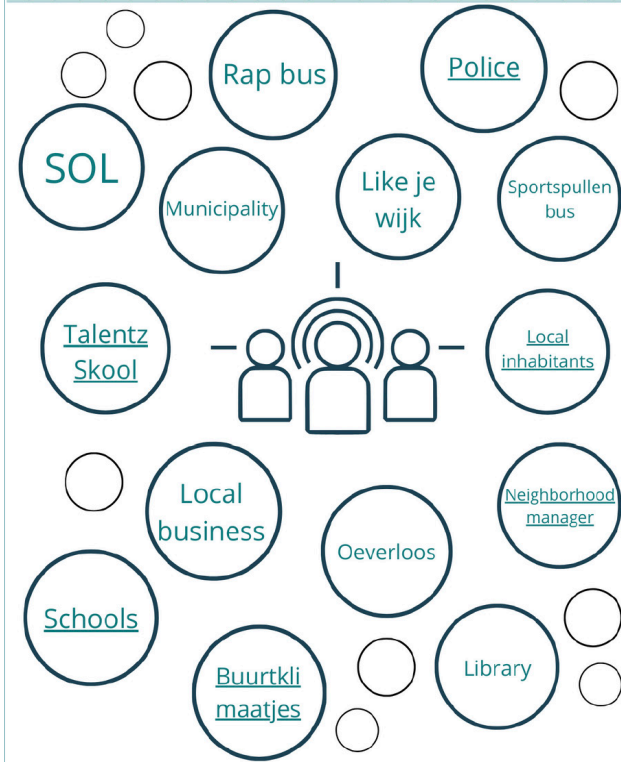 Rap bus
Police
SOL
Municipality
Like je
wijk
Sportspullen
bus
Talentz
Skool
Local
inhabitants
Local
business
Oeverloos
Neighborhood
manager
Schools
Buurtkli
maatjes
Library